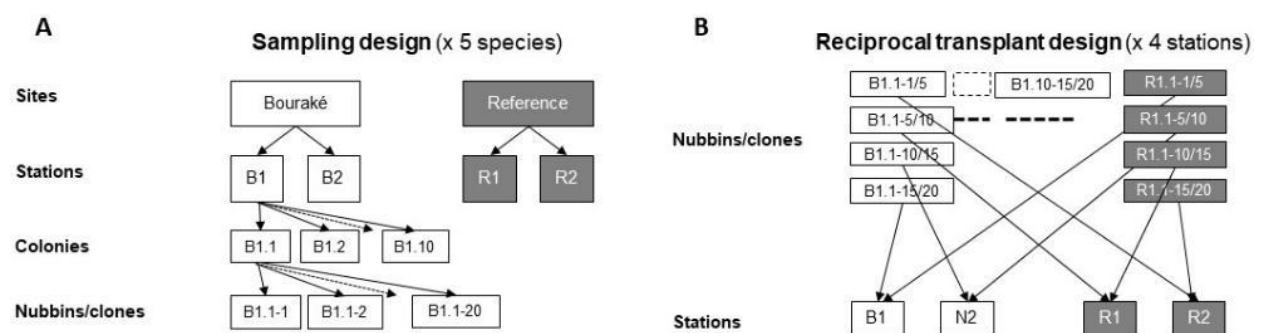 A
Sampling design (x 5 species)
Sites
Bouraké
Reference
Stations
B1
B2
R1
R2
Colonies
B1.1
B1.2
B1.10
Nubbins/clones
B1.1-1
B1.1-2
B1.1-20
B
Reciprocal transplant design (x 4 stations)
B1.1-1/5
B1.10-15/20
R1.1-1/5
B1.1-5/10
R1.1-5/10
Nubbins/clones
B1.1-10/15
R1.1-10/15
B1.1-15/20
R1.1-15/20
Stations
B1
N2
R1
R2